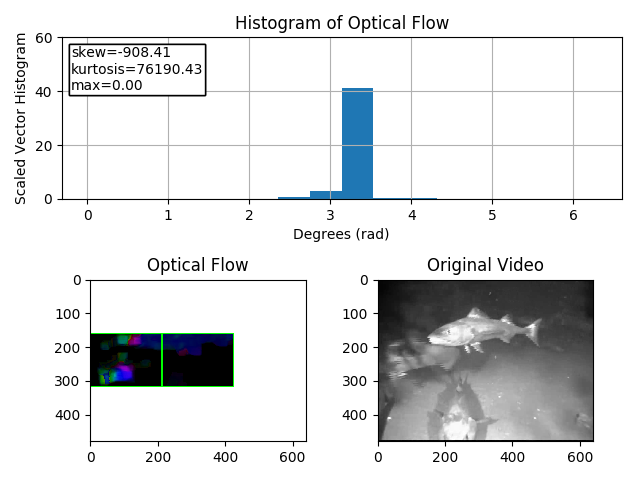 Histogram of Optical Flow
60
40
20
0
Scaled Vector Histogram
skew=-908.41
kurtosis=76190.43
max=0.00
0 1 2 3 4 5 6
Degrees (rad)
Optical Flow
0
100
200
300
400
0 200 400 600
Original Video
0
100
200
300
400
0 200 400 600